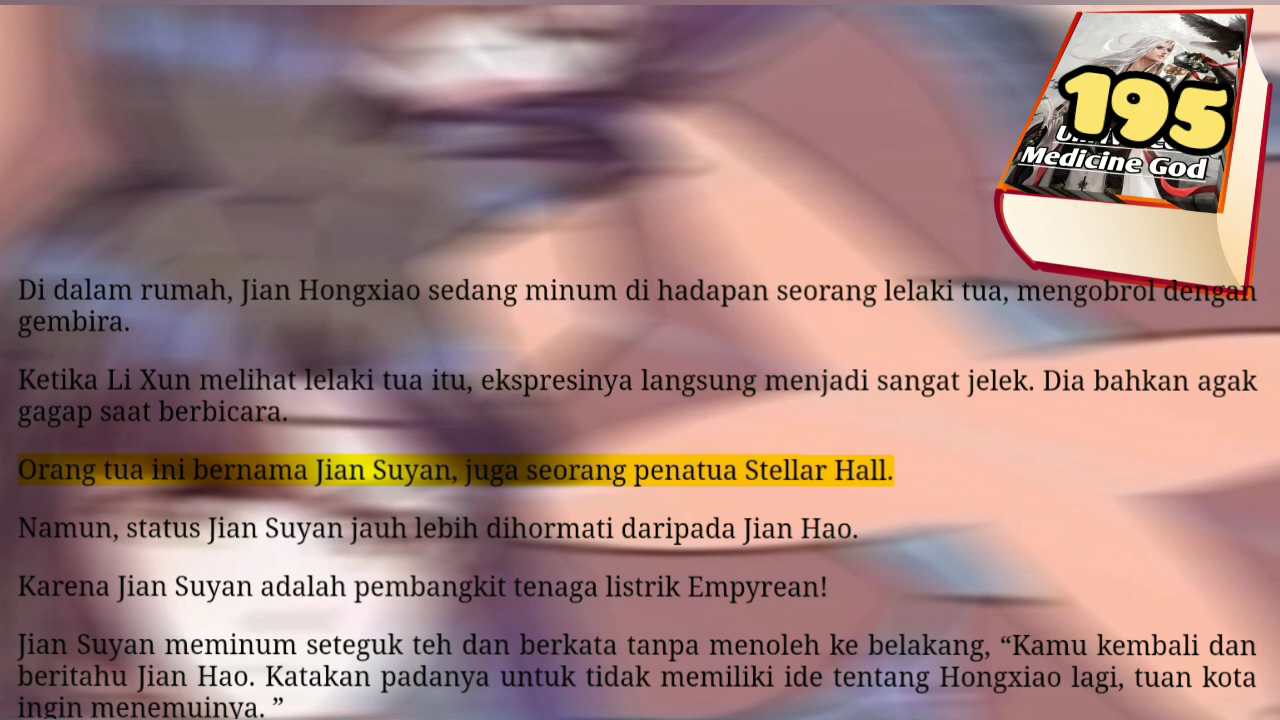 195
Medicine God
Di dalam rumah, Jian Hongxiao sedang minum di hadapan seorang lelaki tua, mengobrol dengan
gembira.
Ketika Li Xun melihat lelaki tua itu, ekspresinya langsung menjadi sangat jelek. Dia bahkan agak
gagap saat berbicara.
Orang tua ini bernama Jian Suyan, juga seorang penatua Stellar Hall.
Namun, status Jian Suyan jauh lebih dihormati daripada Jian Hao.
Karena Jian Suyan adalah pembangkit tenaga listrik Empyrean!
Jian Suyan meminum seteguk teh dan berkata tanpa menoleh ke belakang, “Kamu kembali dan
beritahu Jian Hao. Katakan padanya untuk tidak memiliki ide tentang Hongxiao lagi, tuan kota
ingin menemuinya. ”